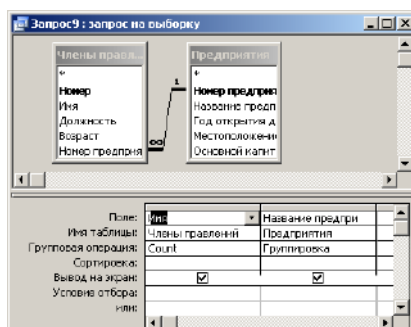 Запрос9 : запрос на выборку
Члены правл...
Предприятия
*
*
Номер
Имя
Должность
Возраст
Номер предприя
Номер предприя
Название предп
Год открытия д
Местоположени
Основной капит
1
∞
Поле: Имя Название предпри
Имя таблицы: Члены правлений Предприятия
Групповая операция: Count Группировка
Сортировка:
Вывод на экран:
Условие отбора:
или: